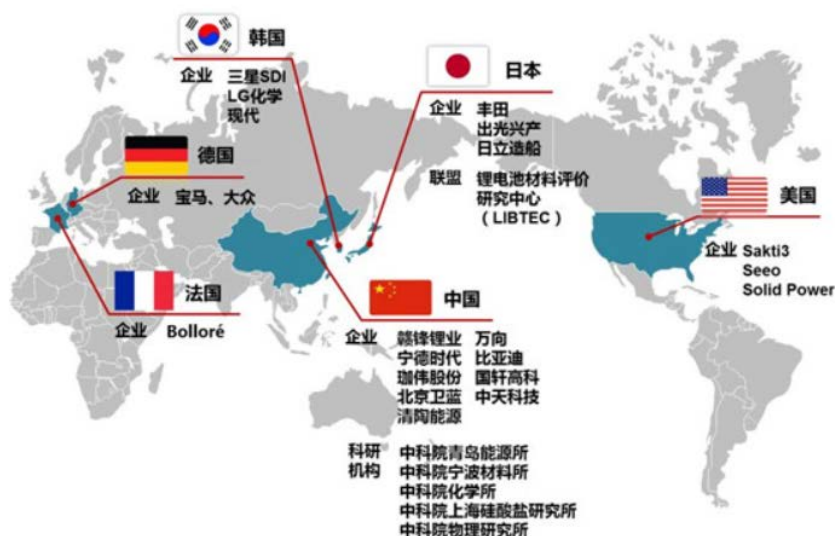 韩国
企业 三星SDI
LG化学
现代
日本
企业 丰田
出光兴产
日立造船
联盟 锂电池材料评价
研究中心
（LIBTEC）
德国
企业 宝马、大众
美国
企业 Sakti3
Seeo
Solid Power
法国
企业 Bolloré
中国
企业 赣锋锂业 万向
宁德时代 比亚迪
珈伟股份 国轩高科
北京卫蓝 中天科技
清陶能源
科研 中科院青岛能源所
机构 中科院宁波材料所
中科院化学所
中科院上海硅酸盐研究所
中科院物理研究所